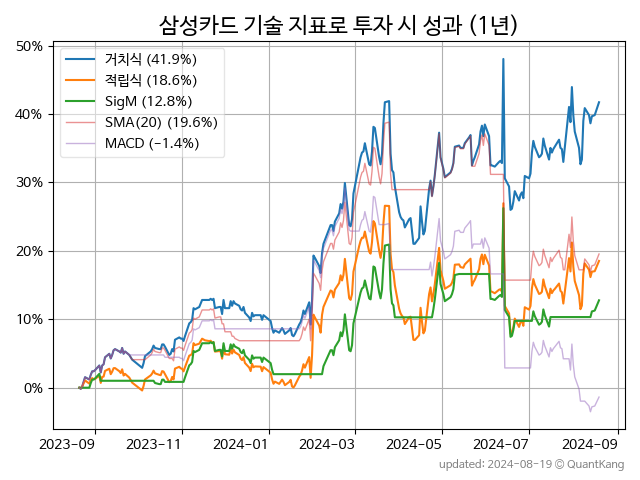 삼성카드 기술 지표로 투자 시 성과 (1년)
50%
40%
30%
20%
10%
0%
거치식 (41.9%)
적립식 (18.6%)
SigM (12.8%)
SMA(20) (19.6%)
MACD (−1.4%)
2023-09 2023-11 2024-01 2024-03 2024-05 2024-07 2024-09
updated: 2024-08-19 © QuantKang